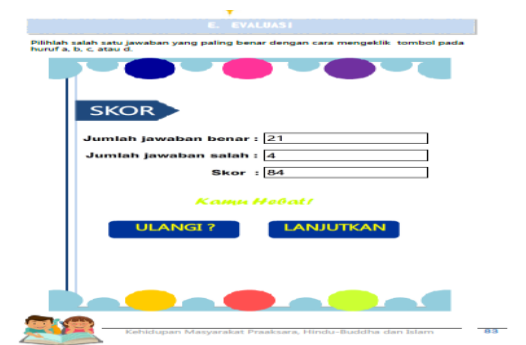 E. EVALUASI
Pilihlah salah satu jawaban yang paling benar dengan cara mengeklik tombol pada
huruf a, b, c, atau d.
SKOR
Jumlah jawaban benar : 21
Jumlah jawaban salah : 4
Skor : 84
Kamu Hebat!
ULANGI ?
LANJUTKAN
Kehidupan Masyarakat Praaksara, Hindu-Buddha dan Islam
83